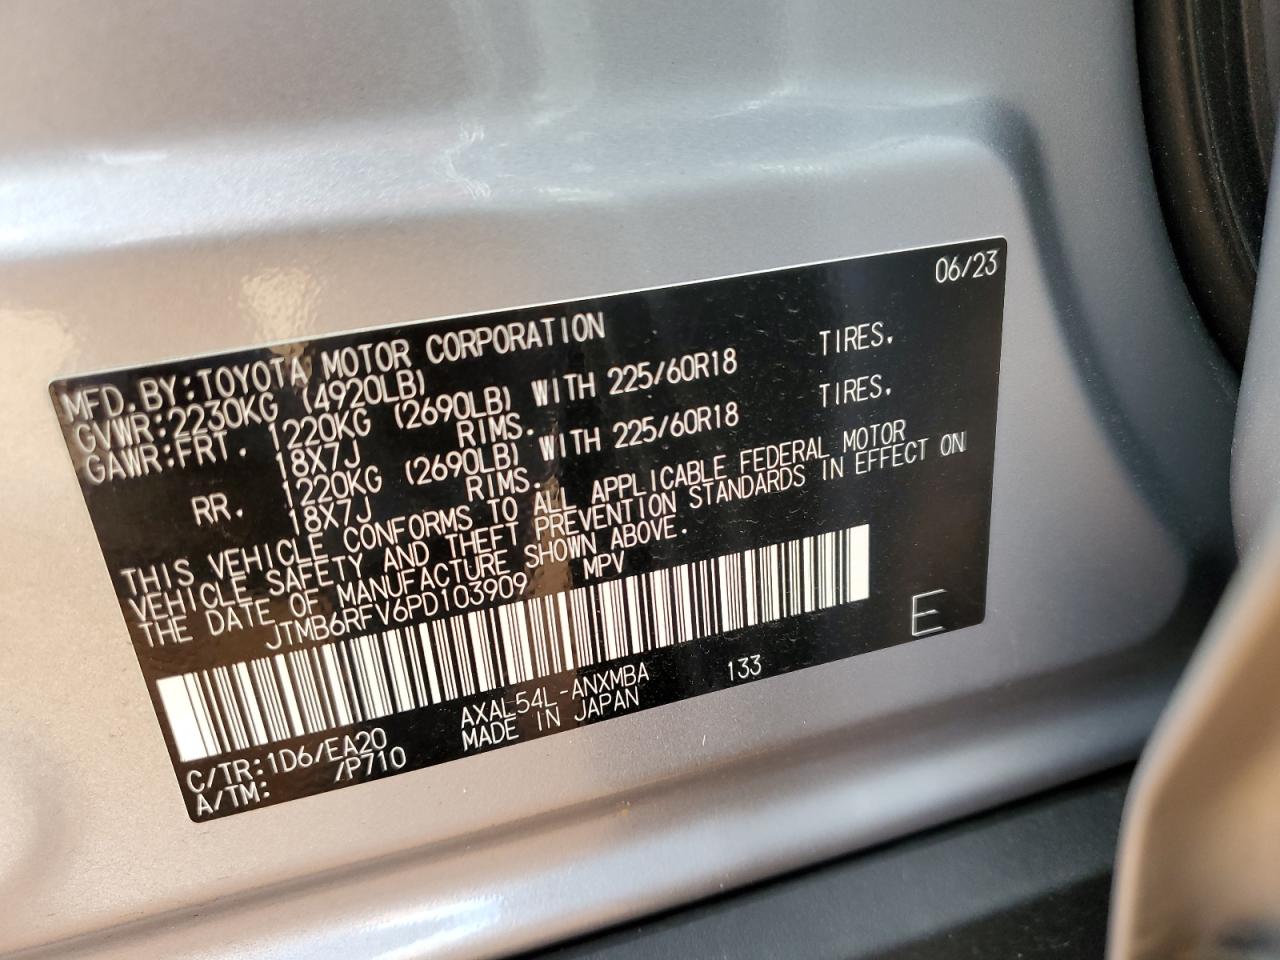 06/23
MFD.BY:TOYOTA MOTOR CORPORATION
GVWR:2230KG (4920LB)
GAWR:FRT. 1220KG (2690LB) WITH 225/60R18 TIRES,
18X7J RIMS.
RR. 1220KG (2690LB) WITH 225/60R18 TIRES,
18X7J RIMS.
THIS VEHICLE CONFORMS TO ALL APPLICABLE FEDERAL MOTOR
VEHICLE SAFETY AND THEFT PREVENTION STANDARDS IN EFFECT ON
THE DATE OF MANUFACTURE SHOWN ABOVE.
JTMB6RFV6PD103909 MPV
E
C/TR:1D6/EA20 AXAL54L-ANXMBA 133
A/TM: /P710 MADE IN JAPAN